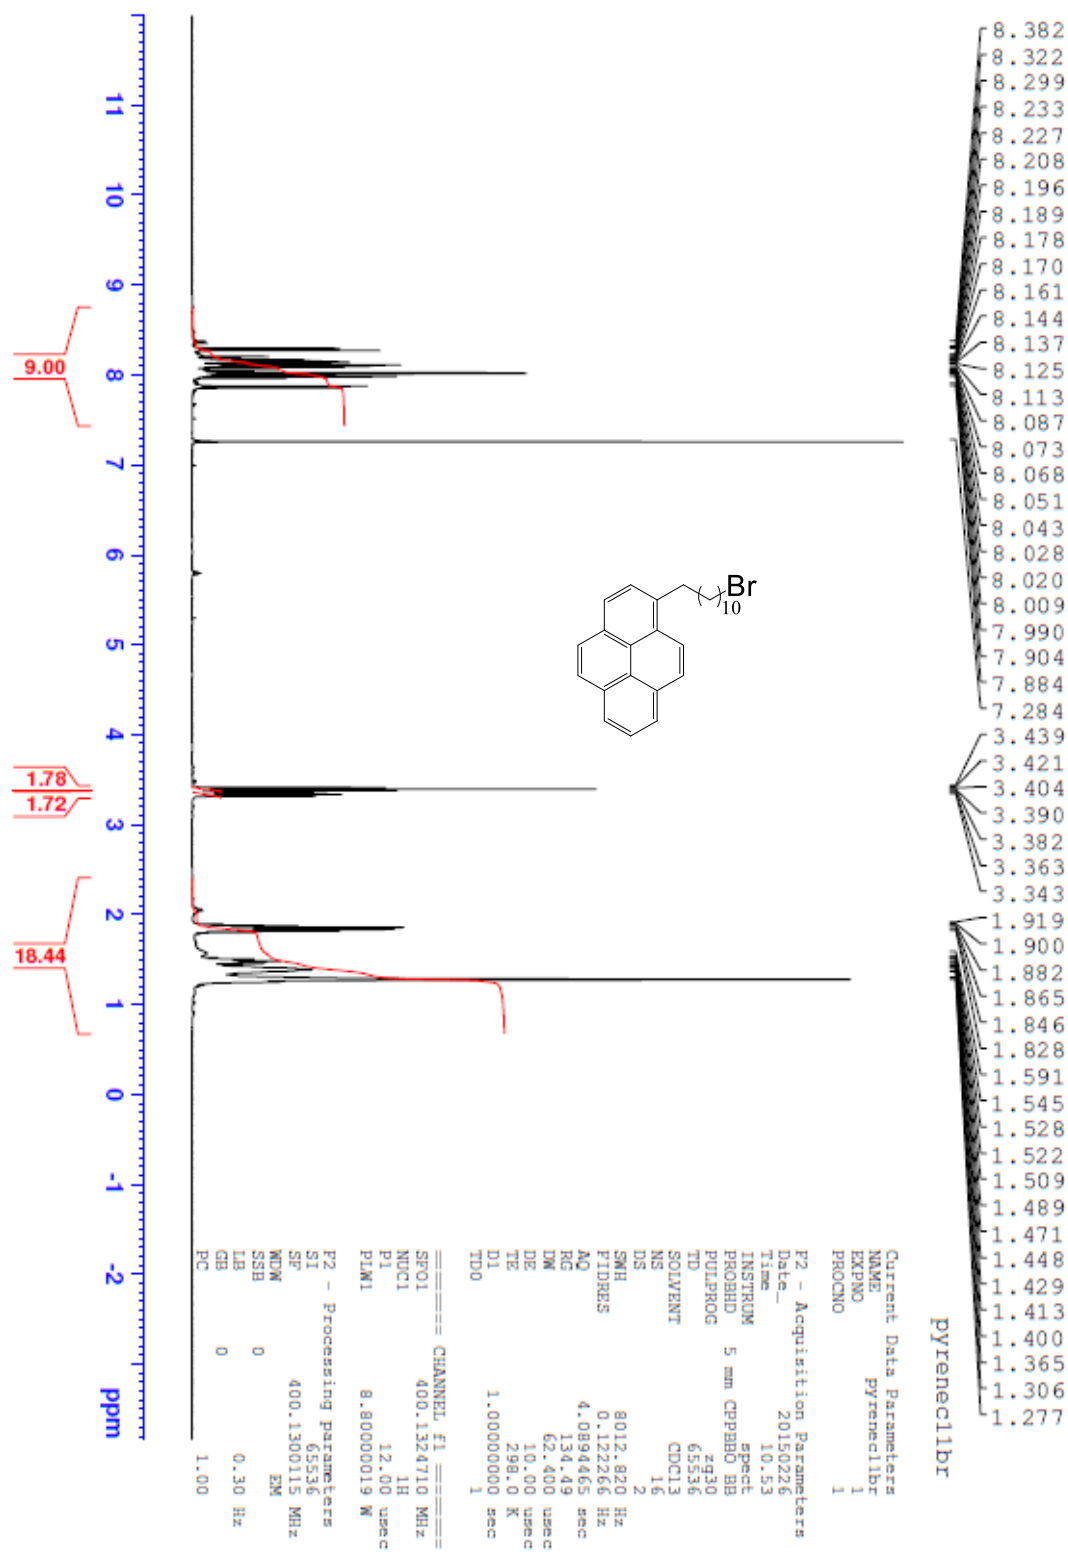 8.382
8.322
8.299
8.233
8.227
8.208
8.196
8.189
8.178
8.170
8.161
8.144
8.137
8.125
8.113
8.087
8.073
8.068
8.051
8.043
8.028
8.020
8.009
7.990
7.904
7.884
7.284
3.439
3.421
3.404
3.390
3.382
3.363
3.343
1.919
1.900
1.882
1.865
1.846
1.828
1.591
1.545
1.528
1.522
1.509
1.489
1.471
1.448
1.429
1.413
1.400
1.365
1.306
1.277
pyrenec11br
Current Data Parameters
NAME pyrenec11br
EXPNO 1
PROCNO 1
F2 - Acquisition Parameters
Date_ 20150226
Time 10.53
INSTRUM spect
PROBHD 5 mm CPPBBO BB
PULPROG zg30
TD 65536
SOLVENT CDCl3
NS 16
DS 2
SWH 8012.820 Hz
FIDRES 0.122266 Hz
AQ 4.0894465 sec
RG 134.49
DW 62.400 usec
DE 10.00 usec
TE 298.0 K
D1 1.00000000 sec
TD0 1
======== CHANNEL f1 ========
SFO1 400.1324710 MHz
NUC1 1H
P1 12.00 usec
PLW1 8.80000019 W
F2 - Processing parameters
SI 65536
SF 400.1300115 MHz
WDW EM
SSB 0
LB 0.30 Hz
GB 0
PC 1.00
Br
10
11 10 9 8 7 6 5 4 3 2 1 0 -1 -2 ppm
9.00
1.78
1.72
18.44